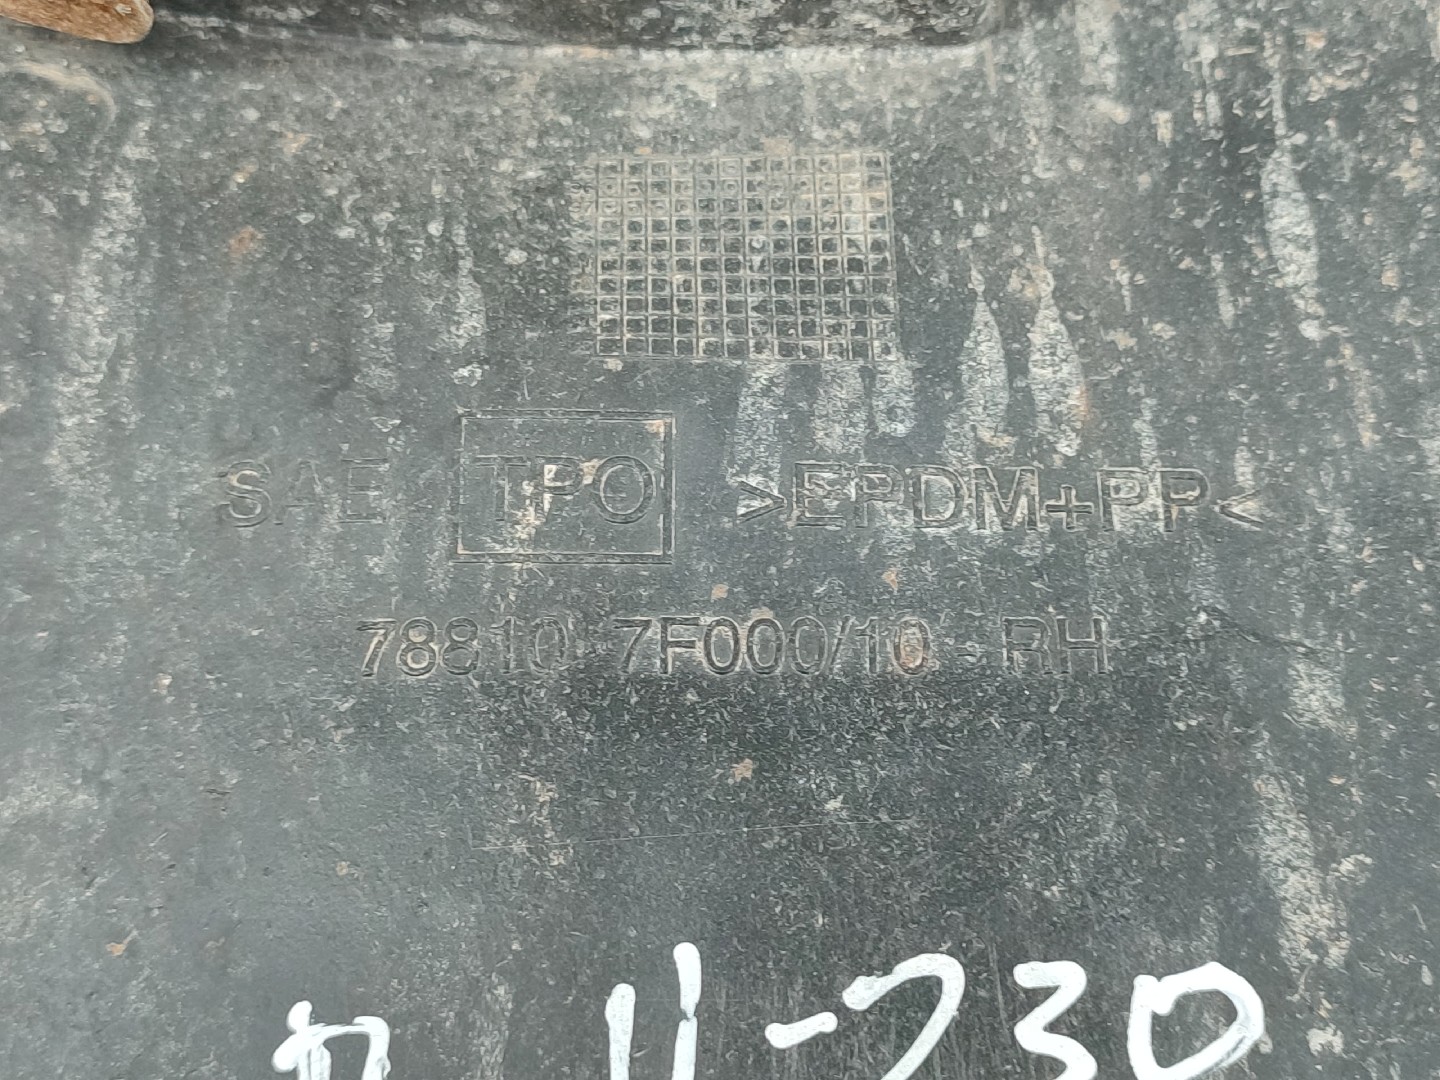 SAE TPO >EPDM+PP<
78810 7F000/10 - RH
11-730